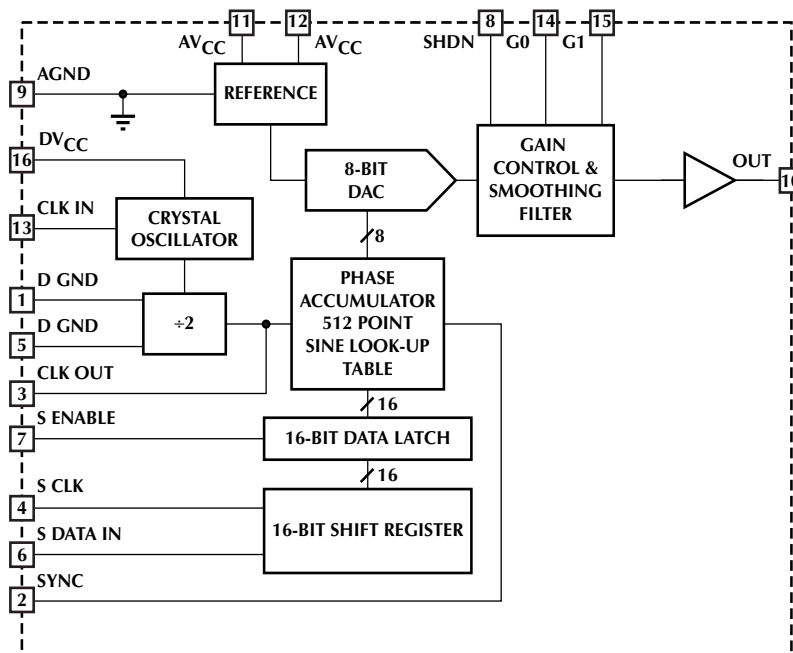 11 12 8 14 15
AVCC AVCC SHDN G0 G1
9 AGND
REFERENCE
16 DVCC
GAIN
CONTROL &
SMOOTHING
FILTER
8-BIT
DAC
OUT
13 CLK IN
CRYSTAL
OSCILLATOR
8
1 D GND
5 D GND
÷2
PHASE
ACCUMULATOR
512 POINT
SINE LOOK-UP
TABLE
3 CLK OUT
16
7 S ENABLE
16-BIT DATA LATCH
16
4 S CLK
16-BIT SHIFT REGISTER
6 S DATA IN
2 SYNC